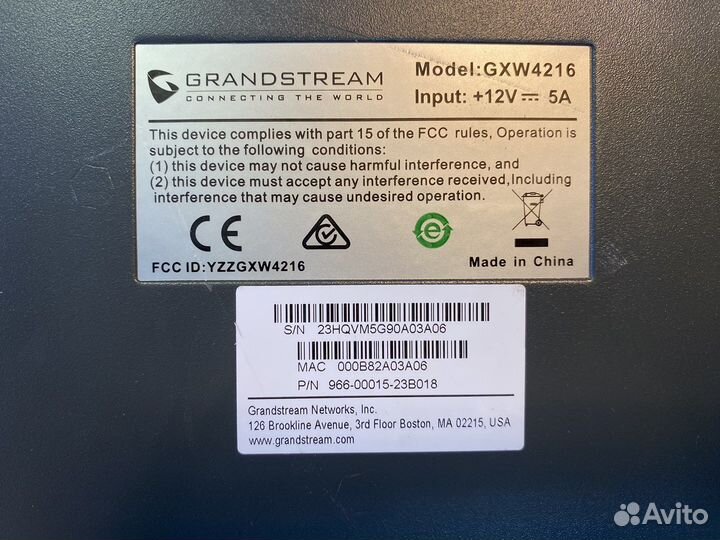 GRANDSTREAM
CONNECTING THE WORLD
Model:GXW4216
Input: +12V⎓ 5A
This device complies with part 15 of the FCC rules, Operation is
subject to the following conditions:
(1) this device may not cause harmful interference, and
(2) this device must accept any interference received,Including
interference that may cause undesired operation.
CE
e
FCC ID:YZZGXW4216
Made in China
S/N 23HQVM5G90A03A06
MAC 000B82A03A06
P/N 966-00015-23B018
Grandstream Networks, Inc.
126 Brookline Avenue, 3rd Floor Boston, MA 02215, USA
www.grandstream.com
Avito